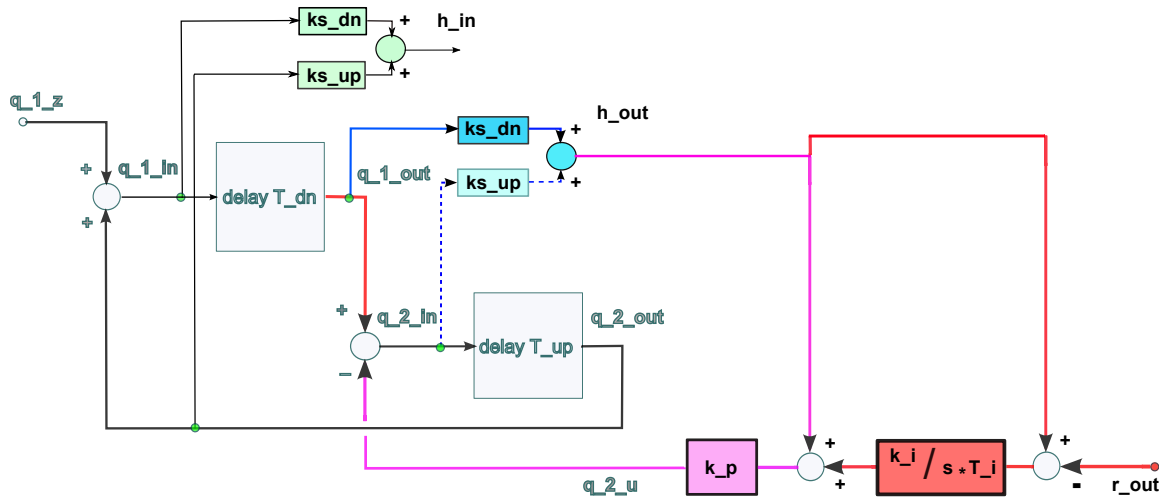 ks_dn
+
h_in
ks_up
+
q_1_z
+
q_1_in
+
delay T_dn
q_1_out
ks_dn
+
h_out
ks_up
+
+
q_2_in
−
delay T_up
q_2_out
q_2_u
k_p
+
+
k_i / s * T_i
+
-
r_out